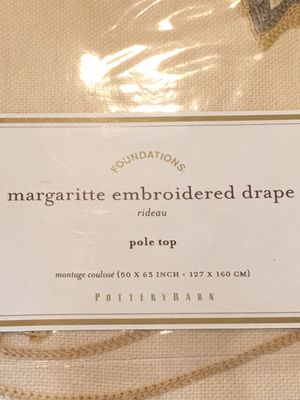 FOUNDATIONS
margaritte embroidered drape
rideau
pole top
montage coulissé (50 X 63 INCH · 127 X 160 CM)
POTTERY BARN